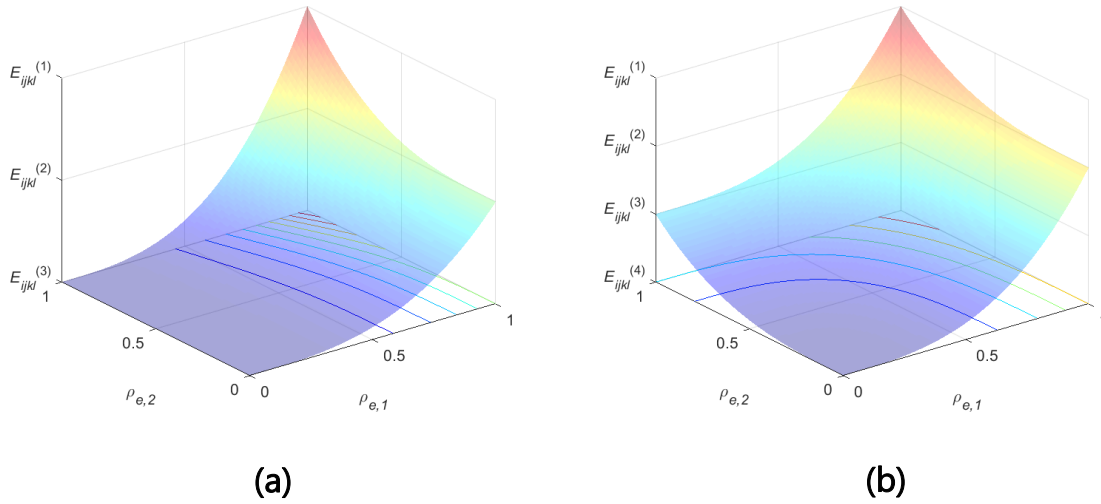 E_ijkl^(1)
E_ijkl^(2)
E_ijkl^(3)
1
0.5
0
ρ_e,2
0
0.5
1
ρ_e,1
(a)
E_ijkl^(1)
E_ijkl^(2)
E_ijkl^(3)
E_ijkl^(4)
1
0.5
0
ρ_e,2
0
0.5
1
ρ_e,1
(b)